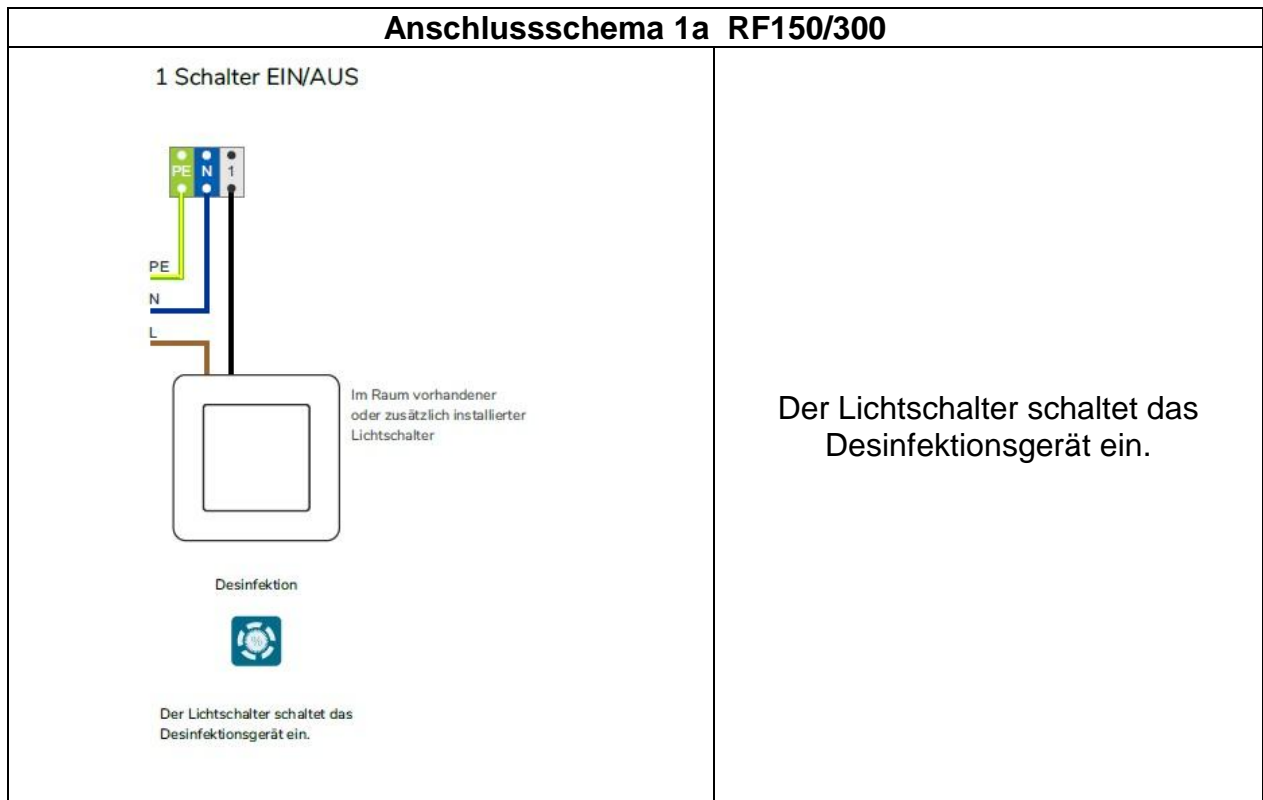 Anschlussschema 1a  RF150/300
1 Schalter EIN/AUS
PE N 1
PE
N
L
Im Raum vorhandener
oder zusätzlich installierter
Lichtschalter
Desinfektion
%
Der Lichtschalter schaltet das
Desinfektionsgerät ein.
Der Lichtschalter schaltet das
Desinfektionsgerät ein.